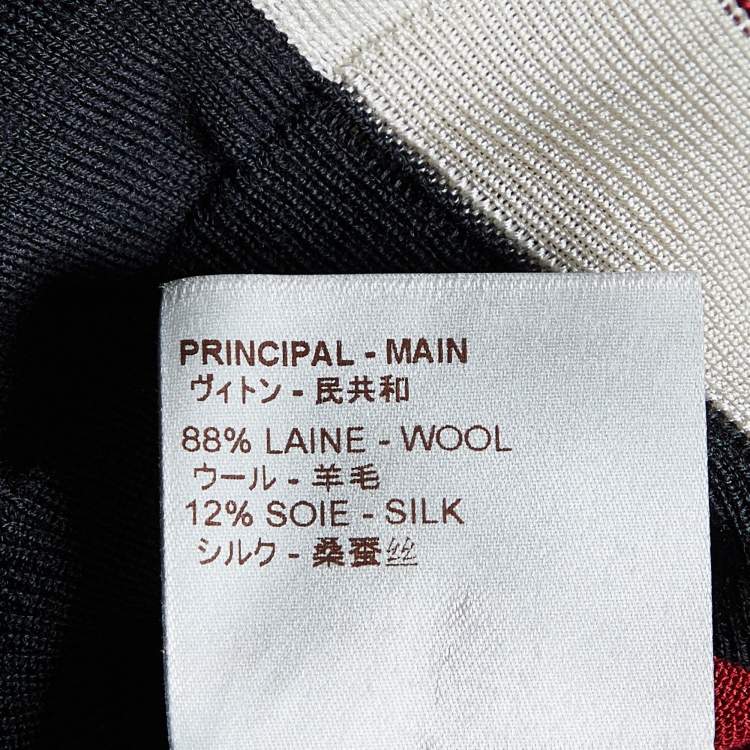 PRINCIPAL - MAIN
ヴィトン - 民共和
88% LAINE - WOOL
ウール - 羊毛
12% SOIE - SILK
シルク - 桑蚕丝